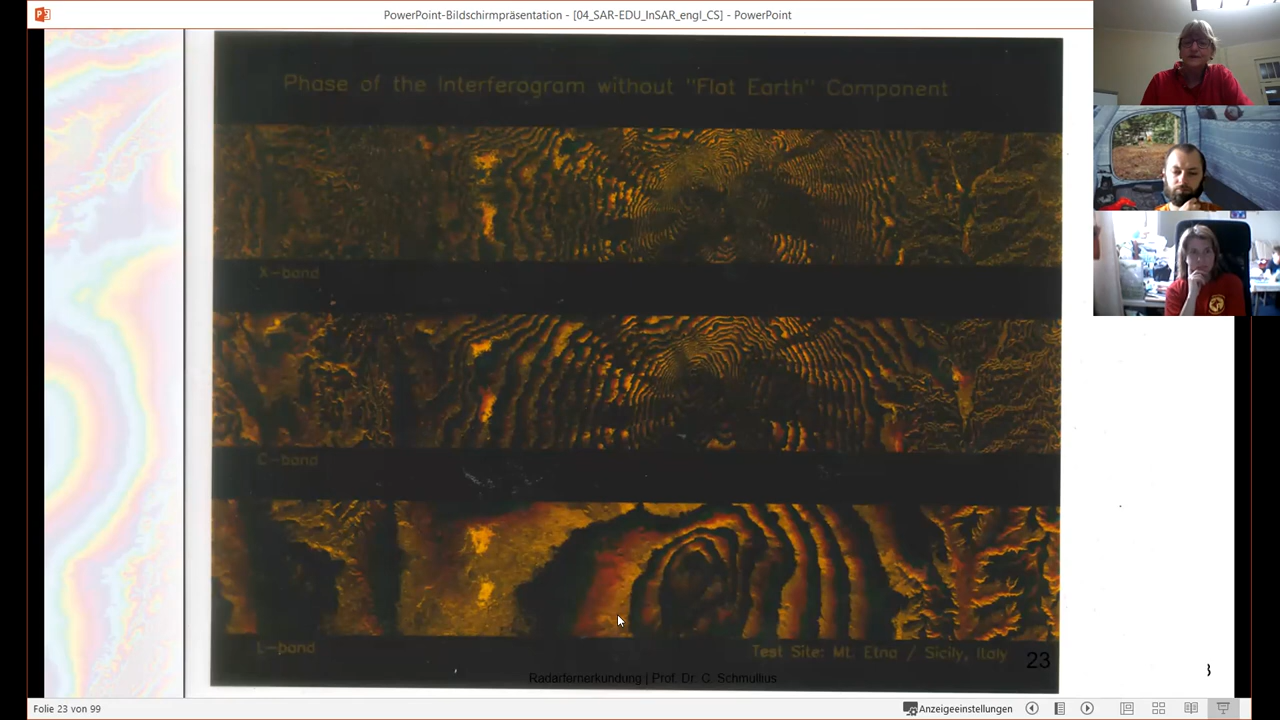 PowerPoint-Bildschirmpräsentation - [04_SAR-EDU_InSAR_engl_CS] - PowerPoint
Phase of the Interferogram without "Flat Earth" Component
X-band
C-band
L-band
Test Site: Mt. Etna / Sicily, Italy
23
Radarfernerkundung | Prof. Dr. C. Schmullius
Folie 23 von 99
Anzeigeeinstellungen